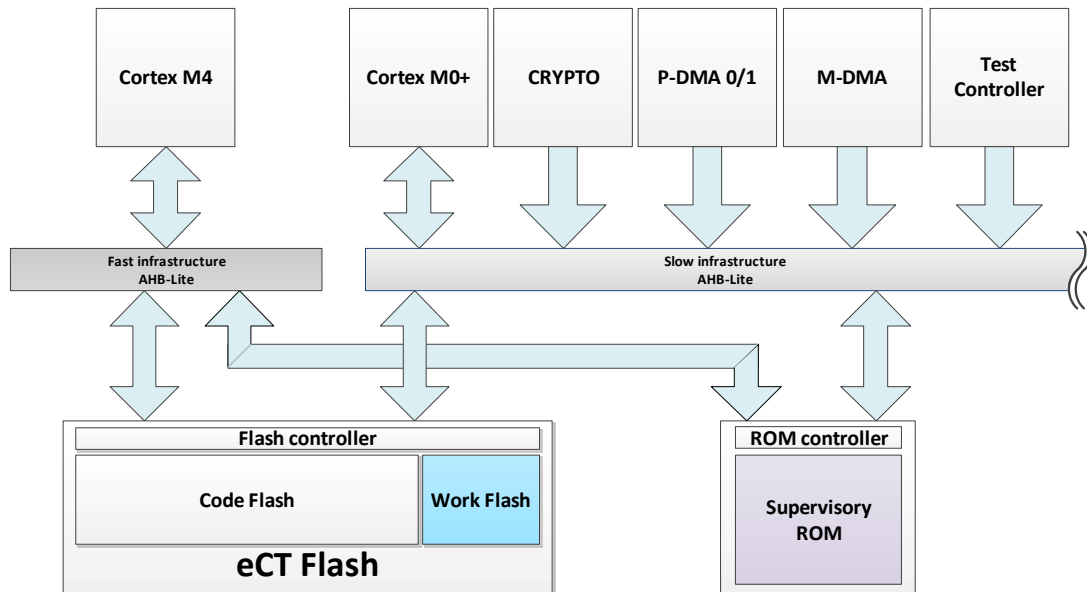 Cortex M4
Cortex M0+
CRYPTO
P-DMA 0/1
M-DMA
Test
Controller
Fast infrastructure
AHB-Lite
Slow infrastructure
AHB-Lite
Flash controller
ROM controller
Code Flash
Work Flash
Supervisory
ROM
eCT Flash